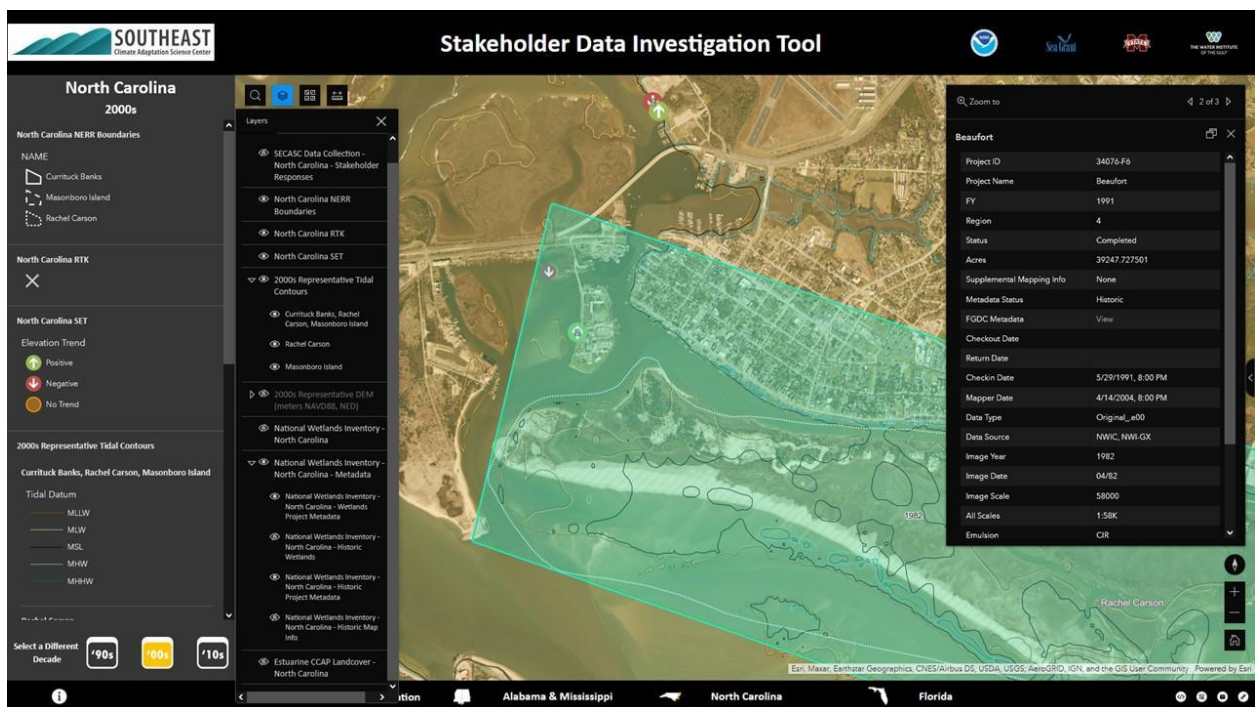 SOUTHEAST
Climate Adaptation Science Center
Stakeholder Data Investigation Tool
NOAA
Sea Grant
STATE
THE WATER INSTITUTE
OF THE GULF
North Carolina
2000s
North Carolina NERR Boundaries
NAME
Currituck Banks
Masonboro Island
Rachel Carson
North Carolina RTK
North Carolina SET
Elevation Trend
Positive
Negative
No Trend
2000s Representative Tidal Contours
Currituck Banks, Rachel Carson, Masonboro Island
Tidal Datum
MLLW
MLW
MSL
MHW
MHHW
Select a Different
Decade
'90s
'00s
'10s
Layers
SECASC Data Collection -
North Carolina - Stakeholder
Responses
North Carolina NERR
Boundaries
North Carolina RTK
North Carolina SET
2000s Representative Tidal
Contours
Currituck Banks, Rachel
Carson, Masonboro Island
Rachel Carson
Masonboro Island
2000s Representative DEM
(meters NAVD88, NED)
National Wetlands Inventory -
North Carolina
National Wetlands Inventory -
North Carolina - Metadata
National Wetlands Inventory -
North Carolina - Wetlands
Project Metadata
National Wetlands Inventory -
North Carolina - Historic
Wetlands
National Wetlands Inventory -
North Carolina - Historic
Project Metadata
National Wetlands Inventory -
North Carolina - Historic Map
Info
Estuarine CCAP Landcover -
North Carolina
1982
Rachel Carson
Zoom to
2 of 3
Beaufort
Project ID 34076-F6
Project Name Beaufort
FY 1991
Region 4
Status Completed
Acres 39247.727501
Supplemental Mapping Info None
Metadata Status Historic
FGDC Metadata View
Checkout Date
Return Date
Checkin Date 5/29/1991, 8:00 PM
Mapper Date 4/14/2004, 8:00 PM
Data Type Original_.e00
Data Source NWIC, NWI-GX
Image Year 1982
Image Date 04/82
Image Scale 58000
All Scales 1:58K
Emulsion CIR
Esri, Maxar, Earthstar Geographics, CNES/Airbus DS, USDA, USGS, AeroGRID, IGN, and the GIS User Community Powered by Esri
Alabama & Mississippi
North Carolina
Florida